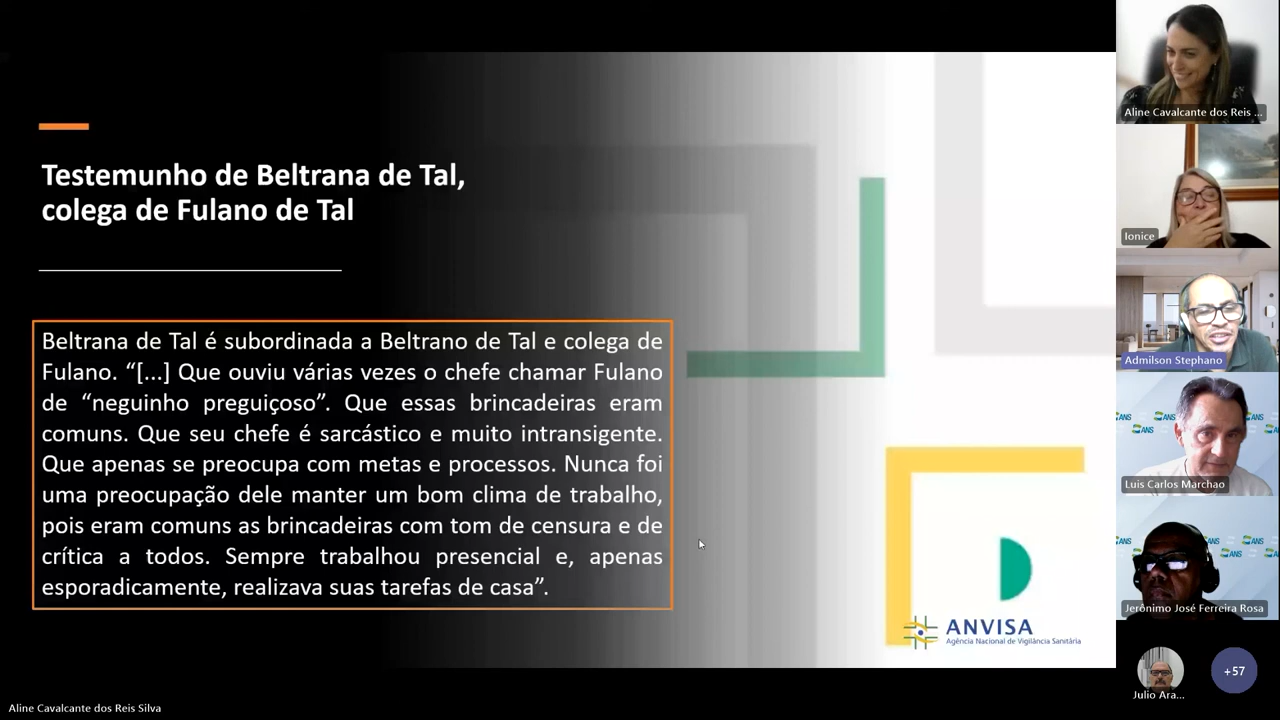 Testemunho de Beltrana de Tal,
colega de Fulano de Tal
Beltrana de Tal é subordinada a Beltrano de Tal e colega de
Fulano. “[...] Que ouviu várias vezes o chefe chamar Fulano
de “neguinho preguiçoso”. Que essas brincadeiras eram
comuns. Que seu chefe é sarcástico e muito intransigente.
Que apenas se preocupa com metas e processos. Nunca foi
uma preocupação dele manter um bom clima de trabalho,
pois eram comuns as brincadeiras com tom de censura e de
crítica a todos. Sempre trabalhou presencial e, apenas
esporadicamente, realizava suas tarefas de casa”.
ANVISA
Agência Nacional de Vigilância Sanitária
Aline Cavalcante dos Reis ...
Ionice
Admilson Stephano
ANS
ANS
ANS
Luis Carlos Marchao
ANS
ANS
Jerônimo José Ferreira Rosa
Julio Ara...
+57
Aline Cavalcante dos Reis Silva